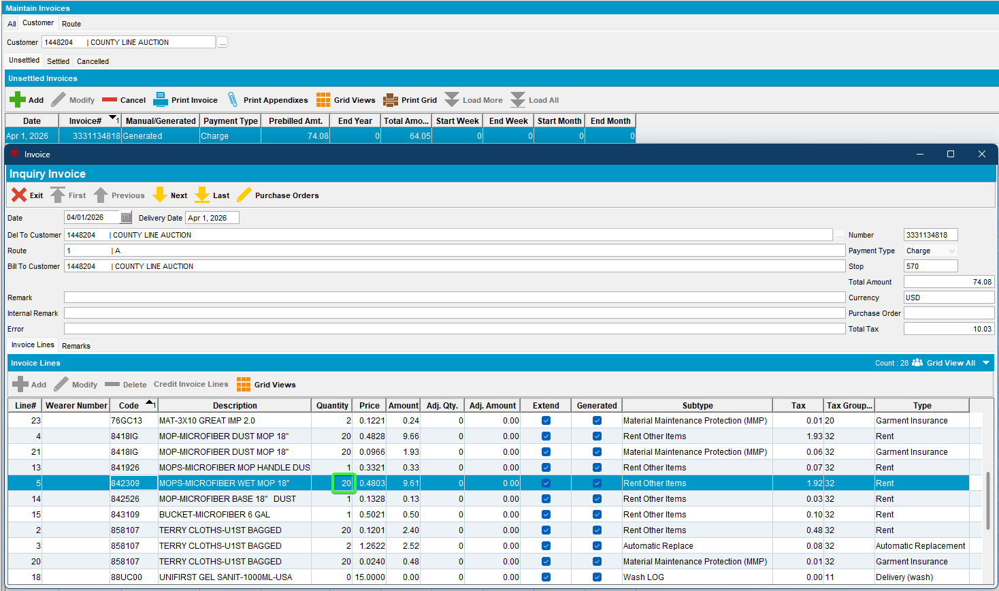 Maintain Invoices
All Customer Route
Customer 1448204 | COUNTY LINE AUCTION ...
Unsettled Settled Cancelled
Unsettled Invoices
Add Modify Cancel Print Invoice Print Appendixes Grid Views Print Grid Load More Load All
Date Invoice# 1 Manual/Generated Payment Type Prebilled Amt. End Year Total Amo... Start Week End Week Start Month End Month
Apr 1, 2026 3331134818 Generated Charge 74.08 0 64.05 0 0 0 0
Invoice
Inquiry Invoice
Exit First Previous Next Last Purchase Orders
Date 04/01/2026 16 Delivery Date Apr 1, 2026
Del To Customer 1448204 | COUNTY LINE AUCTION ... Number 3331134818
Route 1 | A Payment Type Charge
Bill To Customer 1448204 | COUNTY LINE AUCTION Stop 570
Total Amount 74.08
Remark Currency USD
Internal Remark Purchase Order
Error Total Tax 10.03
Invoice Lines Remarks
Invoice Lines Count : 28 Grid View All
Add Modify Delete Credit Invoice Lines Grid Views
Line# Wearer Number Code 1 Description Quantity Price Amount Adj. Qty. Adj. Amount Extend Generated Subtype Tax Tax Group... Type
23 76GC13 MAT-3X10 GREAT IMP 2.0 2 0.1221 0.24 0 0.00 Material Maintenance Protection (MMP) 0.01 20 Garment Insurance
4 8418IG MOP-MICROFIBER DUST MOP 18" 20 0.4828 9.66 0 0.00 Rent Other Items 1.93 32 Rent
21 8418IG MOP-MICROFIBER DUST MOP 18" 20 0.0966 1.93 0 0.00 Material Maintenance Protection (MMP) 0.06 32 Garment Insurance
13 841926 MOPS-MICROFIBER MOP HANDLE DUS 1 0.3321 0.33 0 0.00 Rent Other Items 0.07 32 Rent
5 842309 MOPS-MICROFIBER WET MOP 18" 20 0.4803 9.61 0 0.00 Rent Other Items 1.92 32 Rent
14 842526 MOP-MICROFIBER BASE 18" DUST 1 0.1328 0.13 0 0.00 Rent Other Items 0.03 32 Rent
15 843109 BUCKET-MICROFIBER 6 GAL 1 0.5021 0.50 0 0.00 Rent Other Items 0.10 32 Rent
2 858107 TERRY CLOTHS-U1ST BAGGED 20 0.1201 2.40 0 0.00 Rent Other Items 0.48 32 Rent
3 858107 TERRY CLOTHS-U1ST BAGGED 2 1.2622 2.52 0 0.00 Automatic Replace 0.08 32 Automatic Replacement
20 858107 TERRY CLOTHS-U1ST BAGGED 20 0.0240 0.48 0 0.00 Material Maintenance Protection (MMP) 0.01 32 Garment Insurance
18 88UC00 UNIFIRST GEL SANIT-1000ML-USA 0 15.0000 0.00 0 0.00 Wash LOG 0.00 11 Delivery (wash)